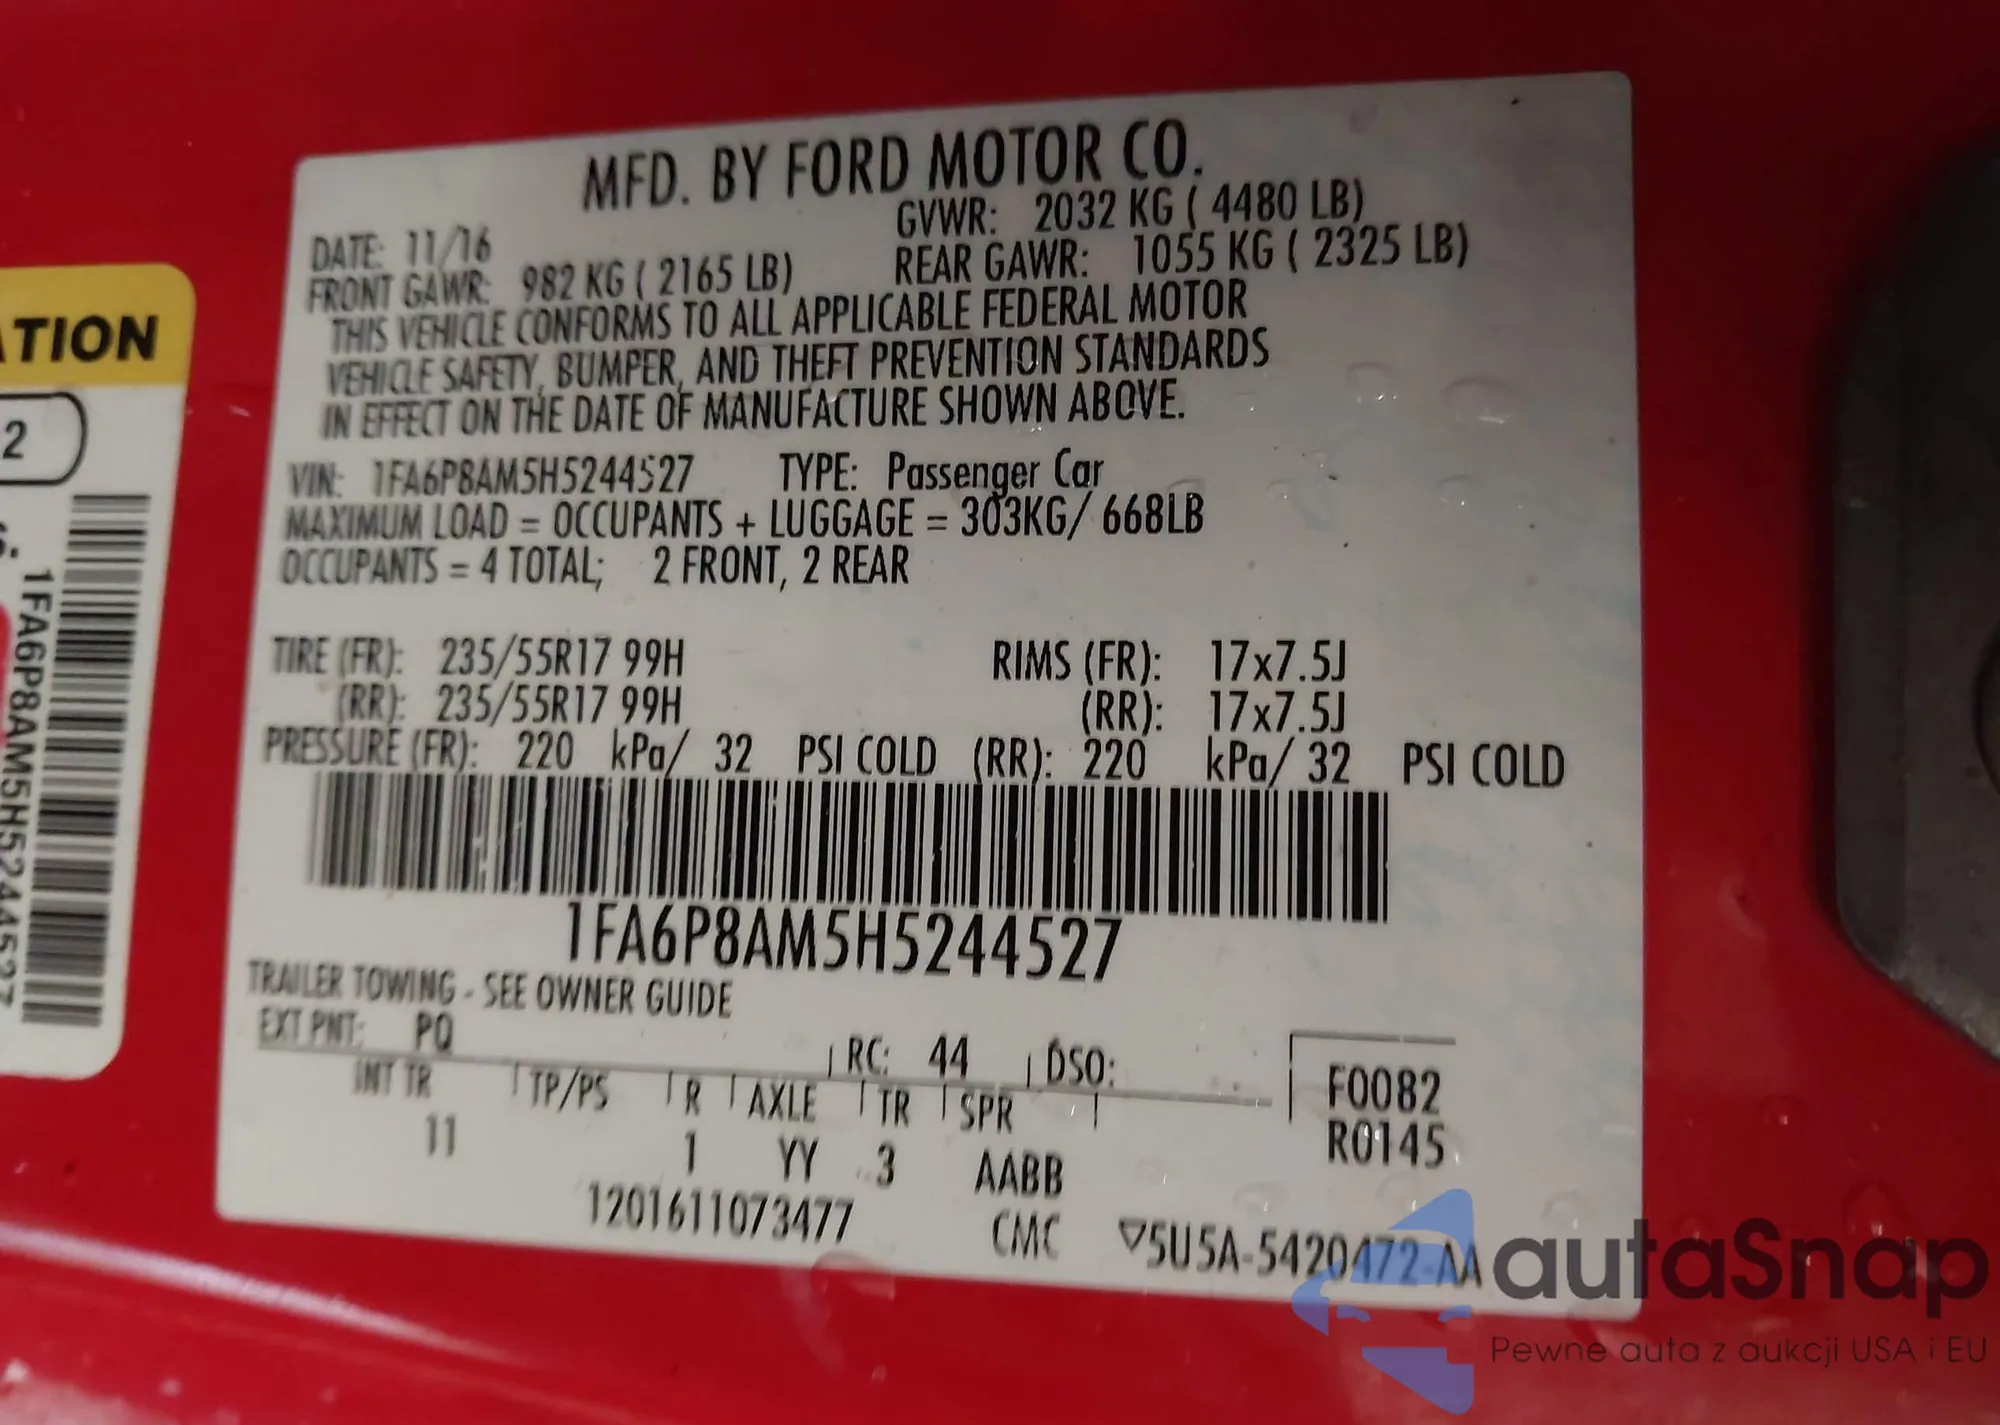 MFD. BY FORD MOTOR CO.
DATE: 11/16 GVWR: 2032 KG ( 4480 LB)
FRONT GAWR: 982 KG ( 2165 LB) REAR GAWR: 1055 KG ( 2325 LB)
THIS VEHICLE CONFORMS TO ALL APPLICABLE FEDERAL MOTOR
VEHICLE SAFETY, BUMPER, AND THEFT PREVENTION STANDARDS
IN EFFECT ON THE DATE OF MANUFACTURE SHOWN ABOVE.
VIN: 1FA6P8AM5H5244527 TYPE: Passenger Car
MAXIMUM LOAD = OCCUPANTS + LUGGAGE = 303KG/ 668LB
OCCUPANTS = 4 TOTAL; 2 FRONT, 2 REAR
TIRE (FR): 235/55R17 99H RIMS (FR): 17x7.5J
(RR): 235/55R17 99H (RR): 17x7.5J
PRESSURE (FR): 220 kPa/ 32 PSI COLD (RR): 220 kPa/ 32 PSI COLD
1FA6P8AM5H5244527
TRAILER TOWING - SEE OWNER GUIDE
EXT PNT: PQ RC: 44 DSO:
INT TR TP/PS R AXLE TR SPR
11 1 YY 3 AABB
F0082
R0145
1201611073477 CMC ▽5U5A-5420472-AA
ATION
2
1FA6P8AM5H5244527
autaSnap
Pewne auta z aukcji USA i EU